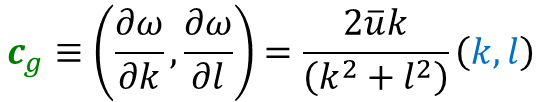 c_g ≡ (∂ω/∂k, ∂ω/∂l) = 2ūk/(k² + l²) (k, l)